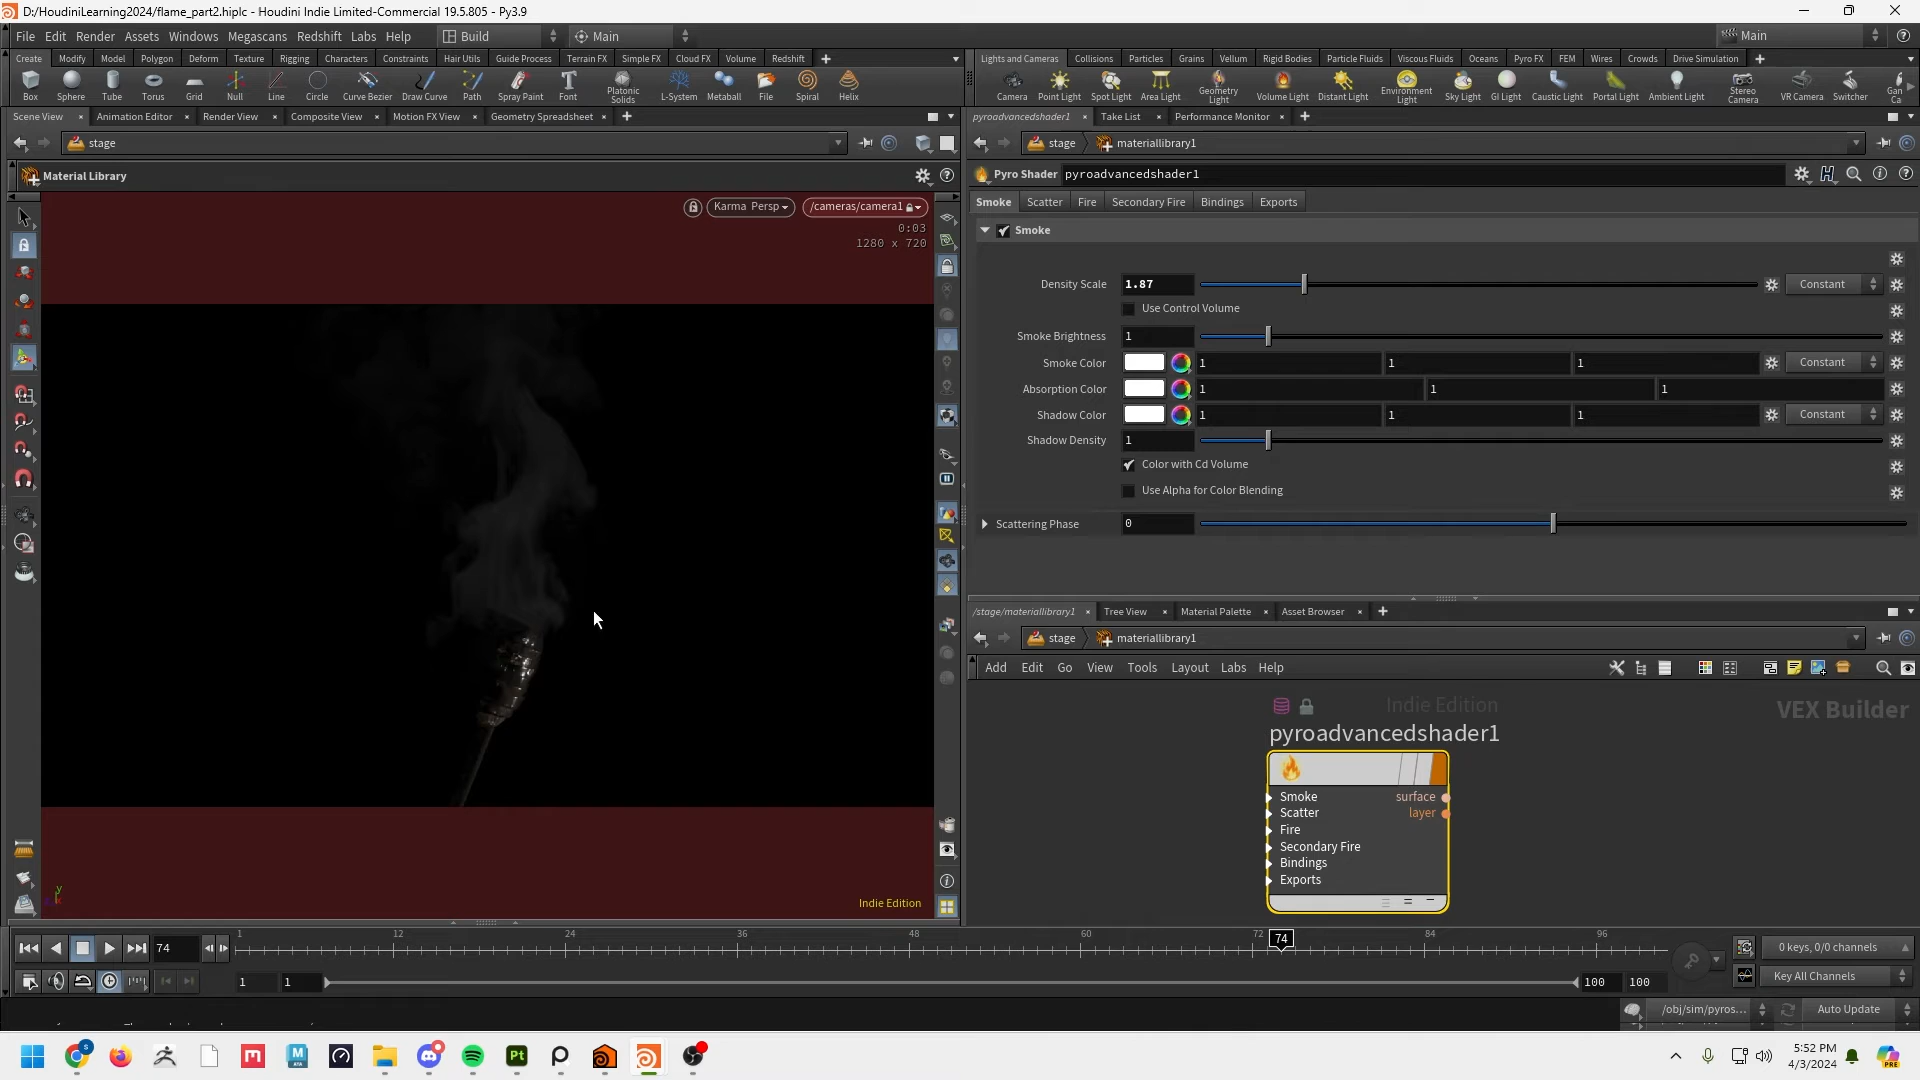 D:/HoudiniLearning2024/flame_part2.hiplc - Houdini Indie Limited-Commercial 19.5.805 - Py3.9
File Edit Render Assets Windows Megascans Redshift Labs Help Build Main Main
Create Modify Model Polygon Deform Texture Rigging Characters Constraints Hair Utils Guide Process Terrain FX Simple FX Cloud FX Volume Redshift
Lights and Cameras Collisions Particles Grains Vellum Rigid Bodies Particle Fluids Viscous Fluids Oceans Pyro FX FEM Wires Crowds Drive Simulation
Box Sphere Tube Torus Grid Null Line Circle Curve Bezier Draw Curve Path Spray Paint Font Platonic Solids L-System Metaball File Spiral Helix
Camera Point Light Spot Light Area Light Geometry Light Volume Light Distant Light Environment Light Sky Light GI Light Caustic Light Portal Light Ambient Light Stereo Camera VR Camera Switcher Gan Ca
Scene View Animation Editor Render View Composite View Motion FX View Geometry Spreadsheet
pyroadvancedshader1 Take List Performance Monitor
stage
stage materiallibrary1
Material Library
Pyro Shader pyroadvancedshader1
Karma Persp /cameras/camera1
0:03
1280 x 720
Smoke Scatter Fire Secondary Fire Bindings Exports
Smoke
Density Scale 1.87 Constant
Use Control Volume
Smoke Brightness 1
Smoke Color 1 1 1 Constant
Absorption Color 1 1 1
Shadow Color 1 1 1 Constant
Shadow Density 1
Color with Cd Volume
Use Alpha for Color Blending
Scattering Phase 0
/stage/materiallibrary1 Tree View Material Palette Asset Browser
stage materiallibrary1
Add Edit Go View Tools Layout Labs Help
Indie Edition
VEX Builder
pyroadvancedshader1
Smoke surface
Scatter layer
Fire
Secondary Fire
Bindings
Exports
y
Indie Edition
74 1 12 24 36 48 60 72 74 84 96
0 keys, 0/0 channels
1 1 100 100 Key All Channels
/obj/sim/pyros... Auto Update
5:52 PM
4/3/2024